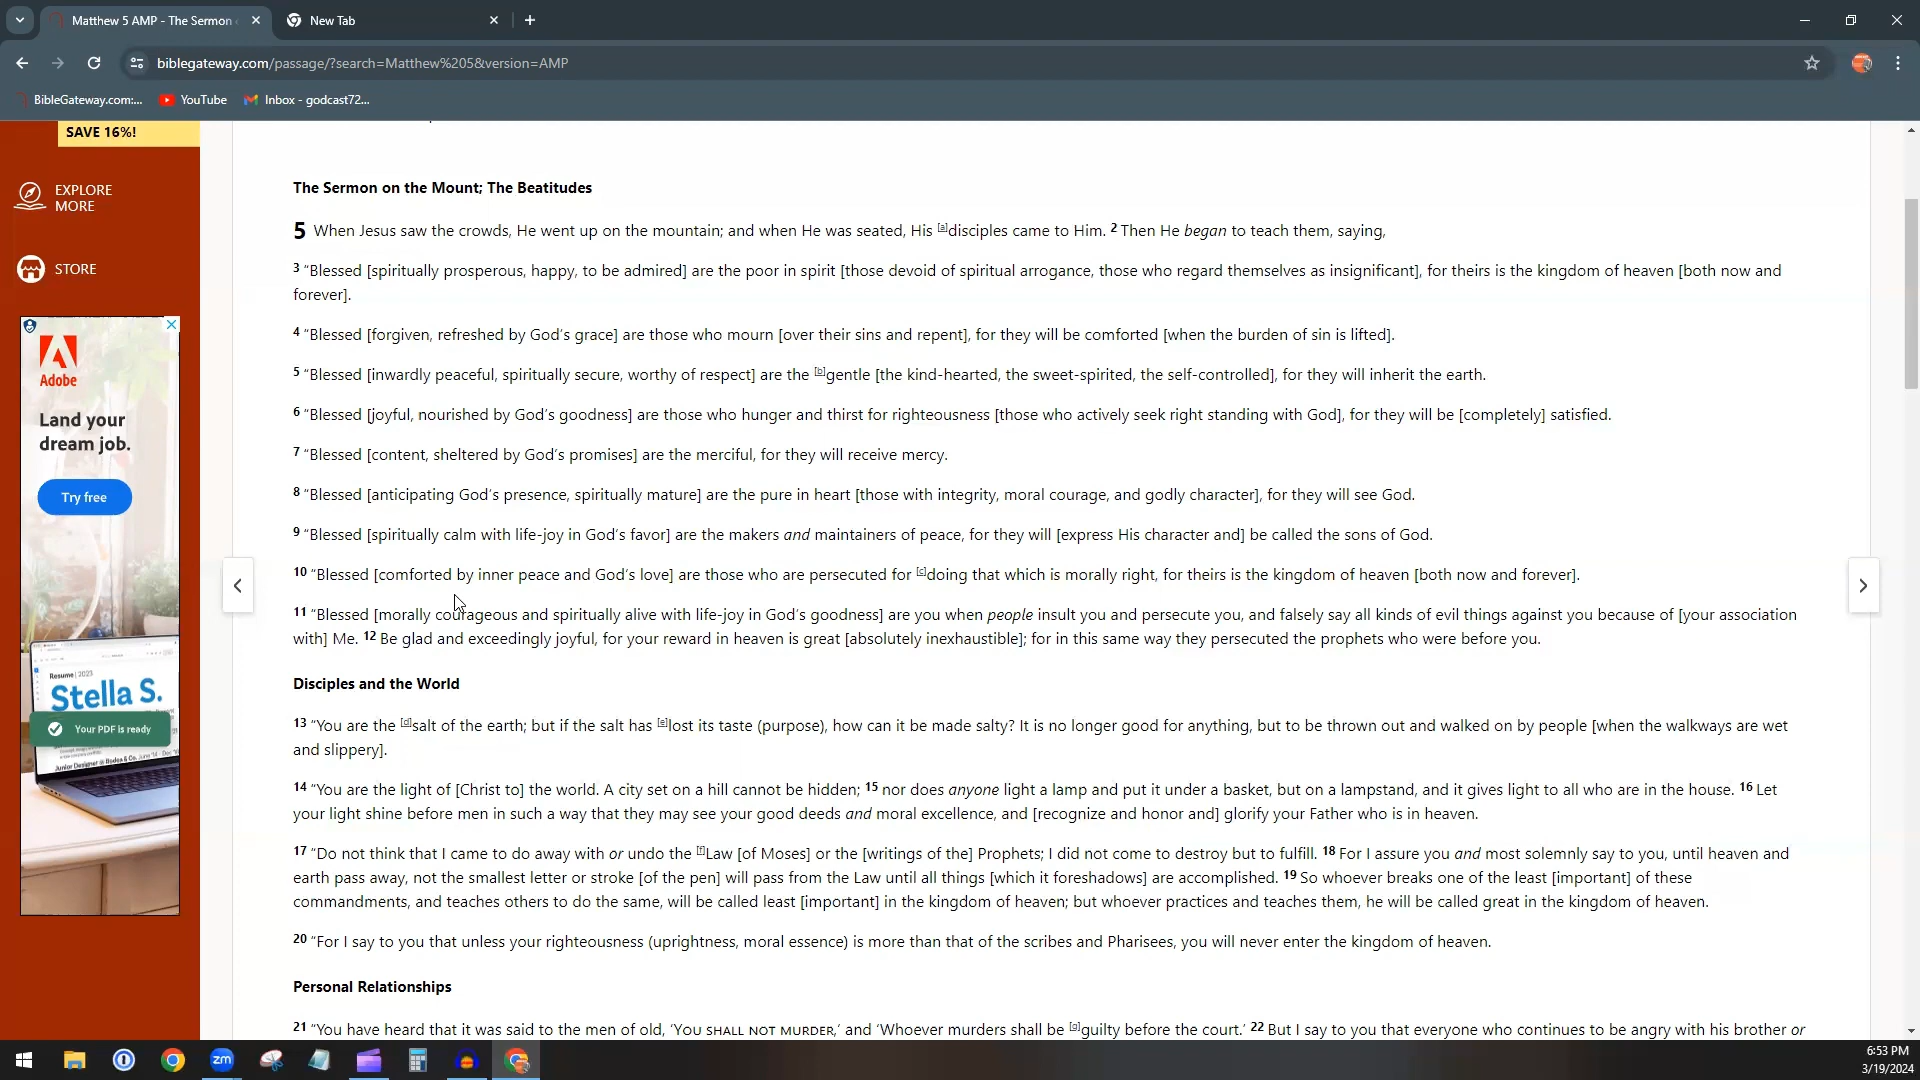 Matthew 5 AMP - The Sermon
New Tab
biblegateway.com/passage/?search=Matthew%205&version=AMP
BibleGateway.com:...
YouTube
Inbox - godcast72...
SAVE 16%!
EXPLORE
MORE
STORE
Adobe
Land your
dream job.
Try free
Resume | 2023
Stella S.
Your PDF is ready
The Sermon on the Mount; The Beatitudes
5 When Jesus saw the crowds, He went up on the mountain; and when He was seated, His [a]disciples came to Him. 2 Then He began to teach them, saying,
3 “Blessed [spiritually prosperous, happy, to be admired] are the poor in spirit [those devoid of spiritual arrogance, those who regard themselves as insignificant], for theirs is the kingdom of heaven [both now and
forever].
4 “Blessed [forgiven, refreshed by God’s grace] are those who mourn [over their sins and repent], for they will be comforted [when the burden of sin is lifted].
5 “Blessed [inwardly peaceful, spiritually secure, worthy of respect] are the [b]gentle [the kind-hearted, the sweet-spirited, the self-controlled], for they will inherit the earth.
6 “Blessed [joyful, nourished by God’s goodness] are those who hunger and thirst for righteousness [those who actively seek right standing with God], for they will be [completely] satisfied.
7 “Blessed [content, sheltered by God’s promises] are the merciful, for they will receive mercy.
8 “Blessed [anticipating God’s presence, spiritually mature] are the pure in heart [those with integrity, moral courage, and godly character], for they will see God.
9 “Blessed [spiritually calm with life-joy in God’s favor] are the makers and maintainers of peace, for they will [express His character and] be called the sons of God.
10 “Blessed [comforted by inner peace and God’s love] are those who are persecuted for [c]doing that which is morally right, for theirs is the kingdom of heaven [both now and forever].
11 “Blessed [morally courageous and spiritually alive with life-joy in God’s goodness] are you when people insult you and persecute you, and falsely say all kinds of evil things against you because of [your association
with] Me. 12 Be glad and exceedingly joyful, for your reward in heaven is great [absolutely inexhaustible]; for in this same way they persecuted the prophets who were before you.
Disciples and the World
13 “You are the [d]salt of the earth; but if the salt has [e]lost its taste (purpose), how can it be made salty? It is no longer good for anything, but to be thrown out and walked on by people [when the walkways are wet
and slippery].
14 “You are the light of [Christ to] the world. A city set on a hill cannot be hidden; 15 nor does anyone light a lamp and put it under a basket, but on a lampstand, and it gives light to all who are in the house. 16 Let
your light shine before men in such a way that they may see your good deeds and moral excellence, and [recognize and honor and] glorify your Father who is in heaven.
17 “Do not think that I came to do away with or undo the [f]Law [of Moses] or the [writings of the] Prophets; I did not come to destroy but to fulfill. 18 For I assure you and most solemnly say to you, until heaven and
earth pass away, not the smallest letter or stroke [of the pen] will pass from the Law until all things [which it foreshadows] are accomplished. 19 So whoever breaks one of the least [important] of these
commandments, and teaches others to do the same, will be called least [important] in the kingdom of heaven; but whoever practices and teaches them, he will be called great in the kingdom of heaven.
20 “For I say to you that unless your righteousness (uprightness, moral essence) is more than that of the scribes and Pharisees, you will never enter the kingdom of heaven.
Personal Relationships
21 “You have heard that it was said to the men of old, ‘YOU SHALL NOT MURDER,’ and ‘Whoever murders shall be [g]guilty before the court.’ 22 But I say to you that everyone who continues to be angry with his brother or
zm
6:53 PM
3/19/2024